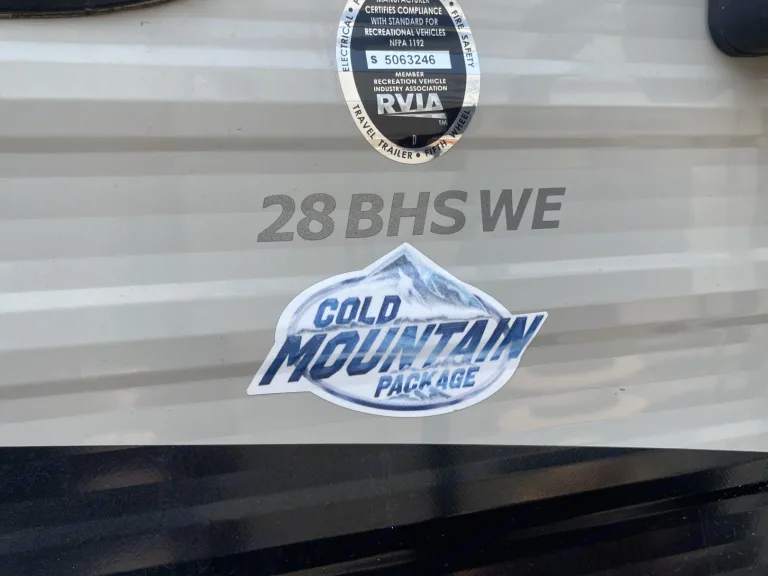 MANUFACTURER
CERTIFIES COMPLIANCE
WITH STANDARD FOR
RECREATIONAL VEHICLES
NFPA 1192
S 5063246
MEMBER
RECREATION VEHICLE
INDUSTRY ASSOCIATION
RVIA
TM
D
ELECTRICAL •
• FIRE SAFETY
TRAVEL TRAILER • FIFTH WHEEL
28 BHS WE
COLD
MOUNTAIN
PACKAGE